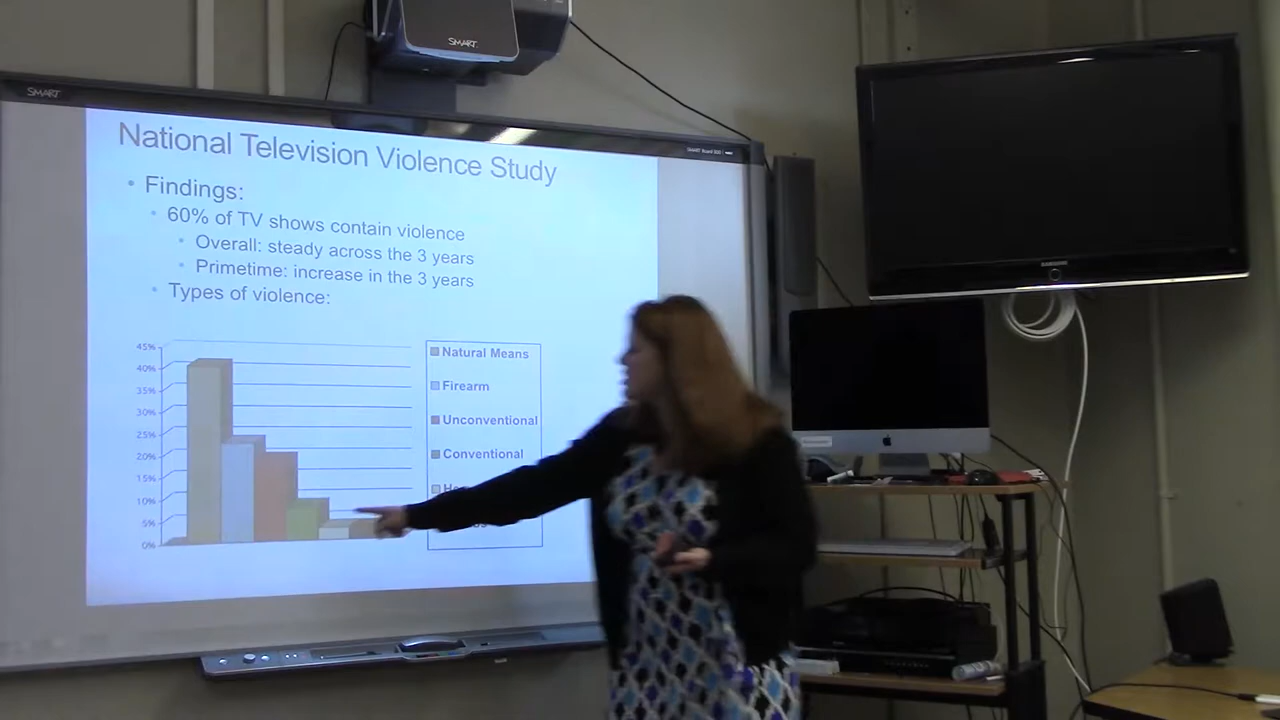 SMART
SMART
National Television Violence Study
• Findings:
• 60% of TV shows contain violence
• Overall: steady across the 3 years
• Primetime: increase in the 3 years
• Types of violence:
45%
40%
35%
30%
25%
20%
15%
10%
5%
0%
Natural Means
Firearm
Unconventional
Conventional
SAMSUNG